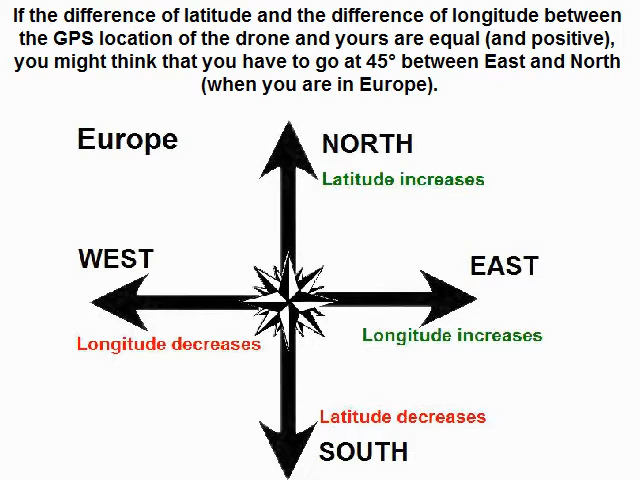 If the difference of latitude and the difference of longitude between
the GPS location of the drone and yours are equal (and positive),
you might think that you have to go at 45° between East and North
(when you are in Europe).
Europe
NORTH
Latitude increases
WEST
EAST
Longitude decreases
Longitude increases
Latitude decreases
SOUTH